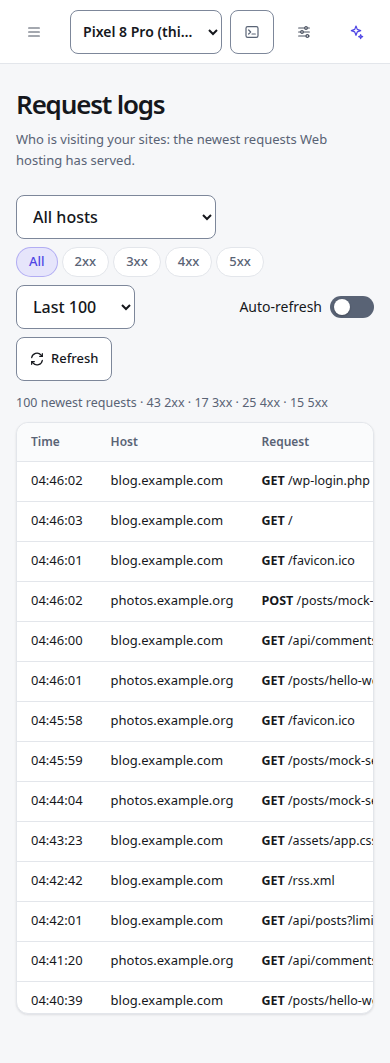 Pixel 8 Pro (thi...
Request logs
Who is visiting your sites: the newest requests Web
hosting has served.
All hosts
All 2xx 3xx 4xx 5xx
Last 100 Auto-refresh
Refresh
100 newest requests · 43 2xx · 17 3xx · 25 4xx · 15 5xx
Time Host Request
04:46:02 blog.example.com GET /wp-login.php
04:46:03 blog.example.com GET /
04:46:01 blog.example.com GET /favicon.ico
04:46:02 photos.example.org POST /posts/mock-
04:46:00 blog.example.com GET /api/comments
04:46:01 photos.example.org GET /posts/hello-w
04:45:58 photos.example.org GET /favicon.ico
04:45:59 blog.example.com GET /posts/mock-se
04:44:04 photos.example.org GET /posts/mock-se
04:43:23 blog.example.com GET /assets/app.css
04:42:42 blog.example.com GET /rss.xml
04:42:01 blog.example.com GET /api/posts?limi
04:41:20 photos.example.org GET /api/comments
04:40:39 blog.example.com GET /posts/hello-w